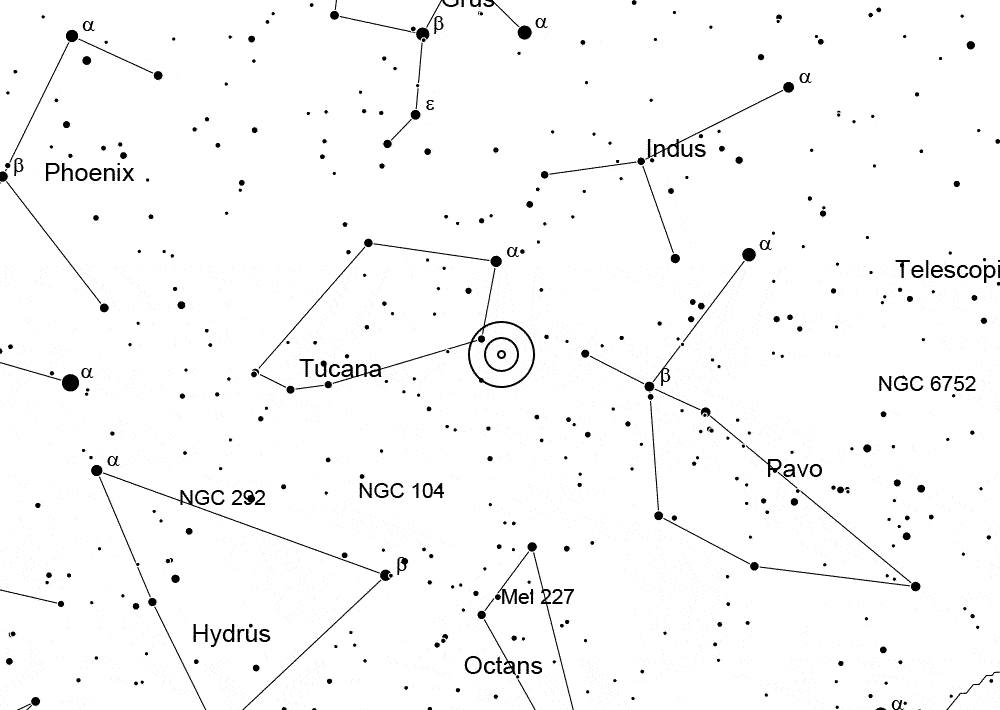 Grus
α
β
α
α
ε
β
Phoenix
Indus
α
α
Telescopi
Tucana
α
β
NGC 6752
α
Pavo
NGC 292
NGC 104
β
Mel 227
Hydrus
Octans
α